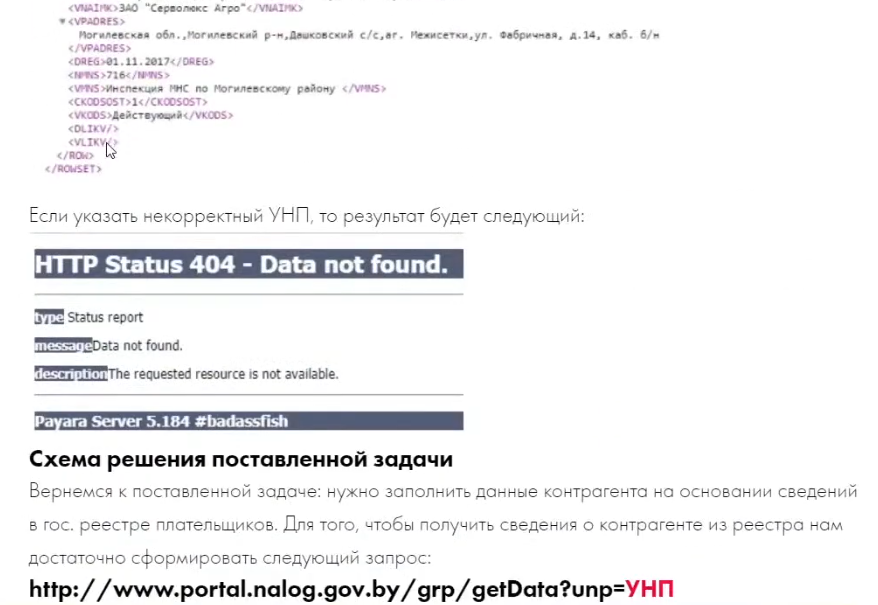 <VNAIMK>ЗАО "Серволюкс Агро"</VNAIMK>
▼<VPADRES>
Могилевская обл.,Могилевский р-н,Дашковский с/с,аг. Межисетки,ул. Фабричная, д.14, каб. б/н
</VPADRES>
<DREG>01.11.2017</DREG>
<NMNS>716</NMNS>
<VMNS>Инспекция МНС по Могилевскому району </VMNS>
<CKODSOST>1</CKODSOST>
<VKODS>Действующий</VKODS>
<DLIKV/>
<VLIKV/>
</ROW>
</ROWSET>
Если указать некорректный УНП, то результат будет следующий:
HTTP Status 404 - Data not found.
type Status report
messageData not found.
descriptionThe requested resource is not available.
Payara Server 5.184 #badassfish
Схема решения поставленной задачи
Вернемся к поставленной задаче: нужно заполнить данные контрагента на основании сведений
в гос. реестре плательщиков. Для того, чтобы получить сведения о контрагенте из реестра нам
достаточно сформировать следующий запрос:
http://www.portal.nalog.gov.by/grp/getData?unp=УНП